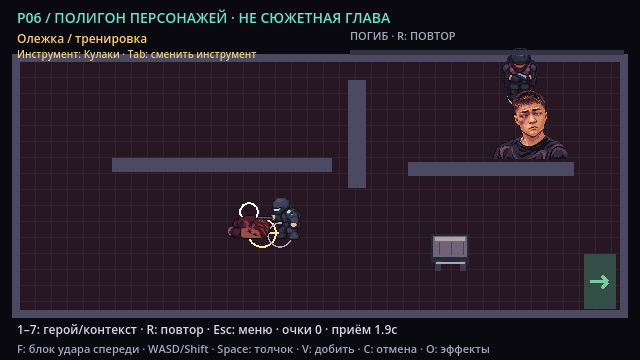 P06 / ПОЛИГОН ПЕРСОНАЖЕЙ · НЕ СЮЖЕТНАЯ ГЛАВА
Олежка / тренировка
ПОГИБ · R: ПОВТОР
Инструмент: Кулаки · Tab: сменить инструмент
1–7: герой/контекст · R: повтор · Esc: меню · очки 0 · приём 1.9с
F: блок удара спереди · WASD/Shift · Space: толчок · V: добить · C: отмена · O: эффекты